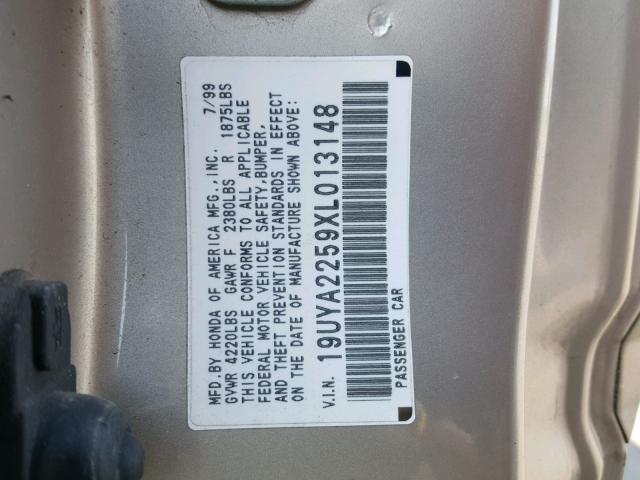 MFD.BY HONDA OF AMERICA MFG.,INC. 7/99
GVWR 4220LBS GAWR F 2380LBS R 1875LBS
THIS VEHICLE CONFORMS TO ALL APPLICABLE
FEDERAL MOTOR VEHICLE SAFETY,BUMPER,
AND THEFT PREVENTION STANDARDS IN EFFECT
ON THE DATE OF MANUFACTURE SHOWN ABOVE:
V.I.N. 19UYA2259XL013148
PASSENGER CAR